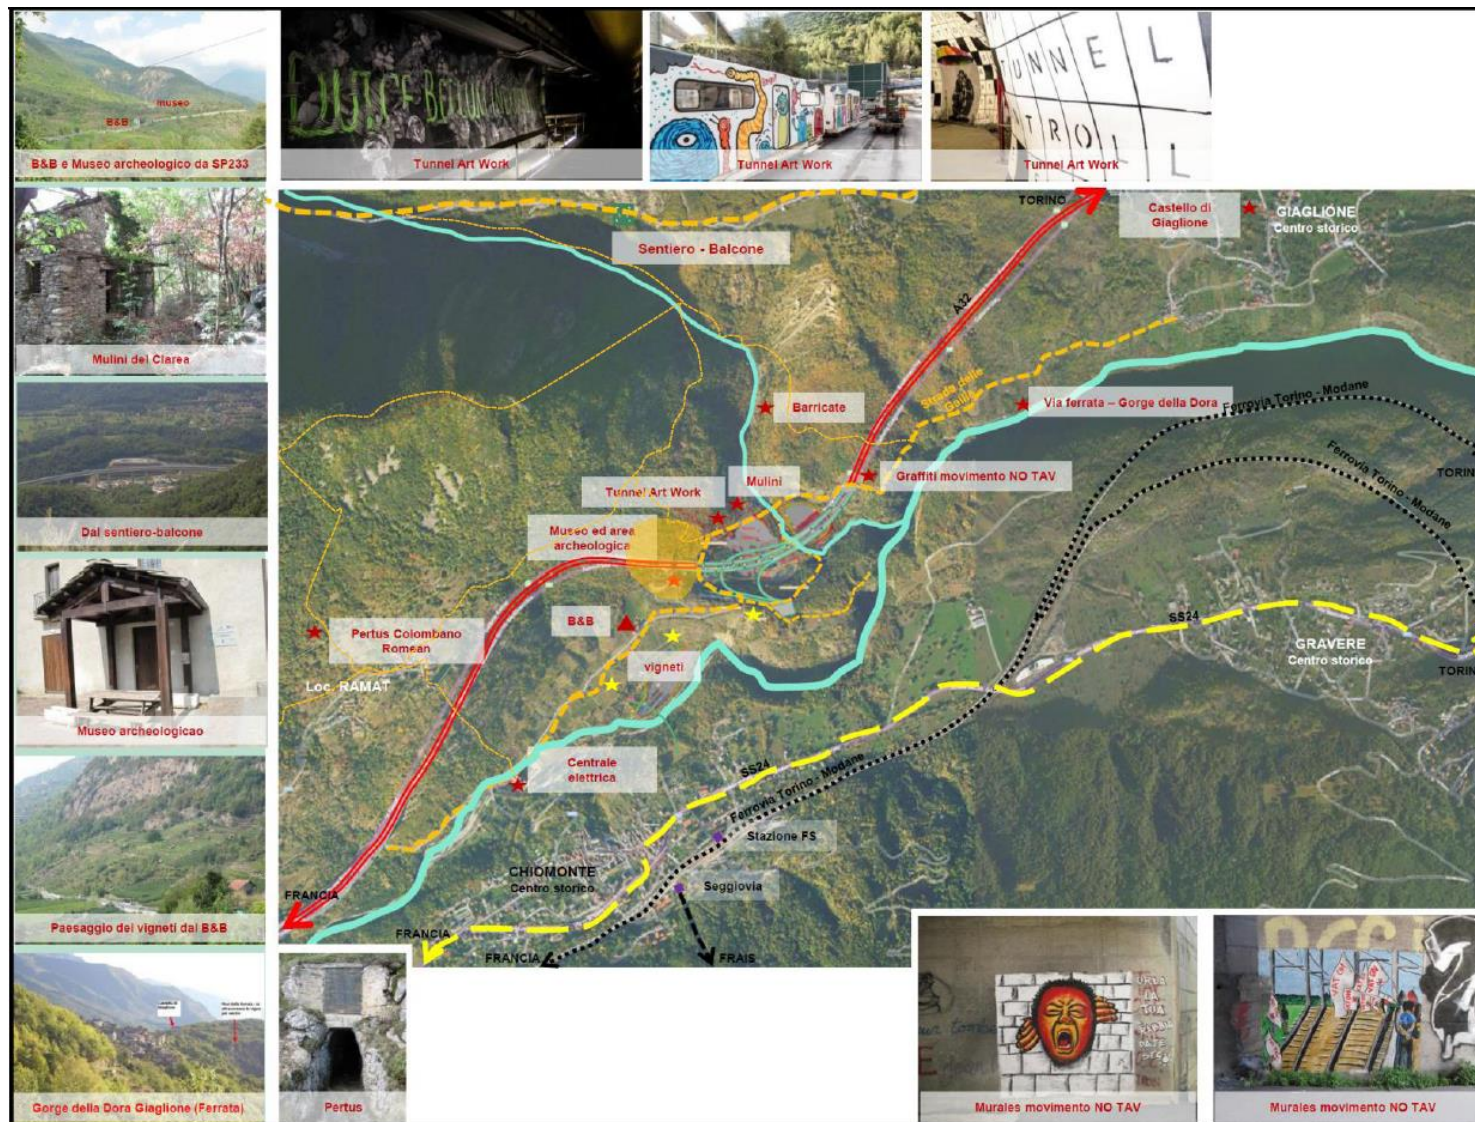 museo
B&B
B&B e Museo archeologico da SP233
Tunnel Art Work
Tunnel Art Work
TUNNEL
TROLL
Tunnel Art Work
Mulini del Clarea
Dal sentiero-balcone
Museo archeologicao
Paesaggio dei vigneti dal B&B
Gorge della Dora Giaglione (Ferrata)
Pertus
TORINO
Castello di
Giaglione
GIAGLIONE
Centro storico
Sentiero - Balcone
A32
Strada delle
Gallie
Barricate
Via ferrata – Gorge della Dora
Ferrovia Torino - Modane
Ferrovia Torino - Modane
TORIN
Mulini
Graffiti movimento NO TAV
Tunnel Art Work
Museo ed area
archeologica
B&B
Pertus Colombano
Romean
vigneti
Loc. RAMAT
SS24
GRAVERE
Centro storico
TORIN
Centrale
elettrica
SS24
Ferrovia Torino - Modane
Stazione FS
CHIOMONTE
Centro storico
Seggiovia
FRANCIA
FRANCIA
FRANCIA
FRAIS
Murales movimento NO TAV
Murales movimento NO TAV